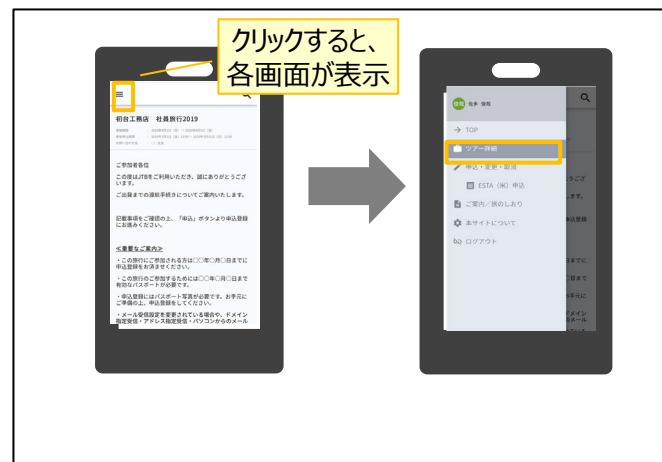 クリックすると、
各画面が表示
初台工務店 社員旅行2019
ご参加者各位
この度はJTBをご利用いただき、誠にありがとうござ
います。
ご出発までの渡航手続きについてご案内いたします。
記載事項をご確認の上、「申込」ボタンより申込登録
にお進みください。
＜重要なご案内＞
・この旅行にご参加される方は〇〇年〇月〇日までに
申込登録をお済ませください。
・この旅行のご参加するためには〇〇年〇月〇日まで
有効なパスポートが必要です。
・申込登録にはパスポート写真が必要です。お手元に
ご準備の上、申込登録をしてください。
・メール受信設定を変更されている場合や、ドメイン
指定受信・アドレス指定受信・パソコンからのメール
TOP
ツアー詳細
申込・変更・取消
ESTA（米）申込
ご案内／旅のしおり
本サイトについて
ログアウト